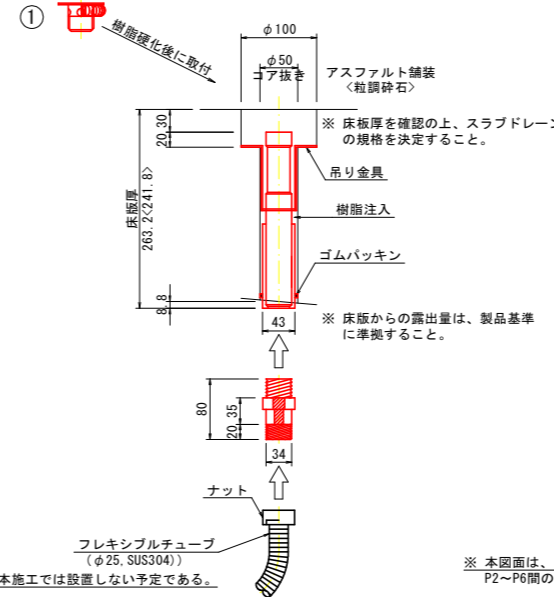 ①
樹脂硬化後に取付
φ100
φ50
コア抜き
アスファルト舗装
<粒調砕石>
30
20
※ 床板厚を確認の上、スラブドレーン
の規格を決定すること。
吊り金具
樹脂注入
床版厚
263.2<241.8>
ゴムパッキン
8.8
43
※ 床版からの露出量は、製品基準
に準拠すること。
80
35
20
34
ナット
フレキシブルチューブ
(φ25,SUS304))
本施工では設置しない予定である。
※ 本図面は、
P2~P6間の